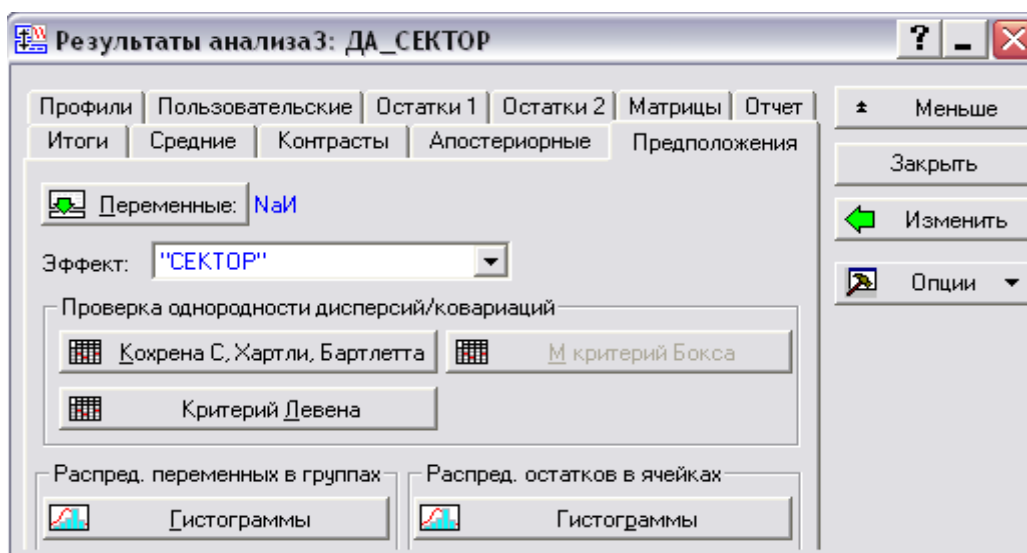 Результаты анализа3: ДА_СЕКТОР
Профили Пользовательские Остатки 1 Остатки 2 Матрицы Отчет
Итоги Средние Контрасты Апостериорные Предположения
Меньше
Закрыть
Изменить
Опции
Переменные: NаИ
Эффект: "СЕКТОР"
Проверка однородности дисперсий/ковариаций
Кохрена С, Хартли, Бартлетта М критерий Бокса
Критерий Левена
Распред. переменных в группах Распред. остатков в ячейках
Гистограммы Гистограммы